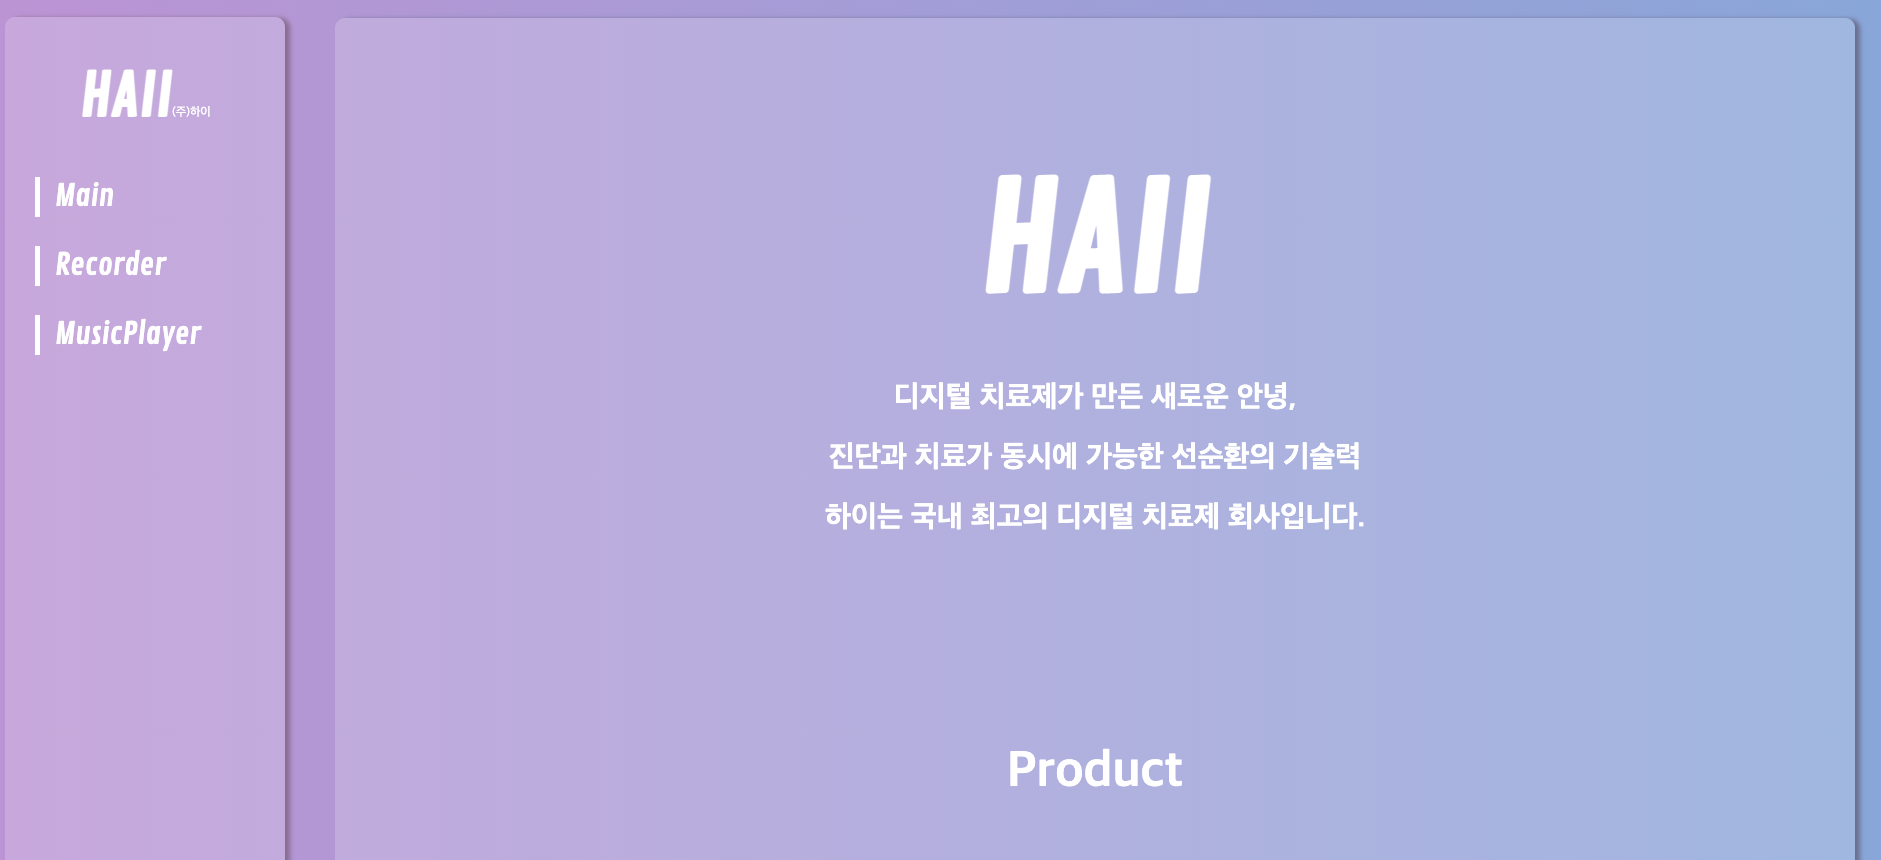 HAII (주)하이
Main
Recorder
MusicPlayer
HAII
디지털 치료제가 만든 새로운 안녕,
진단과 치료가 동시에 가능한 선순환의 기술력
하이는 국내 최고의 디지털 치료제 회사입니다.
Product